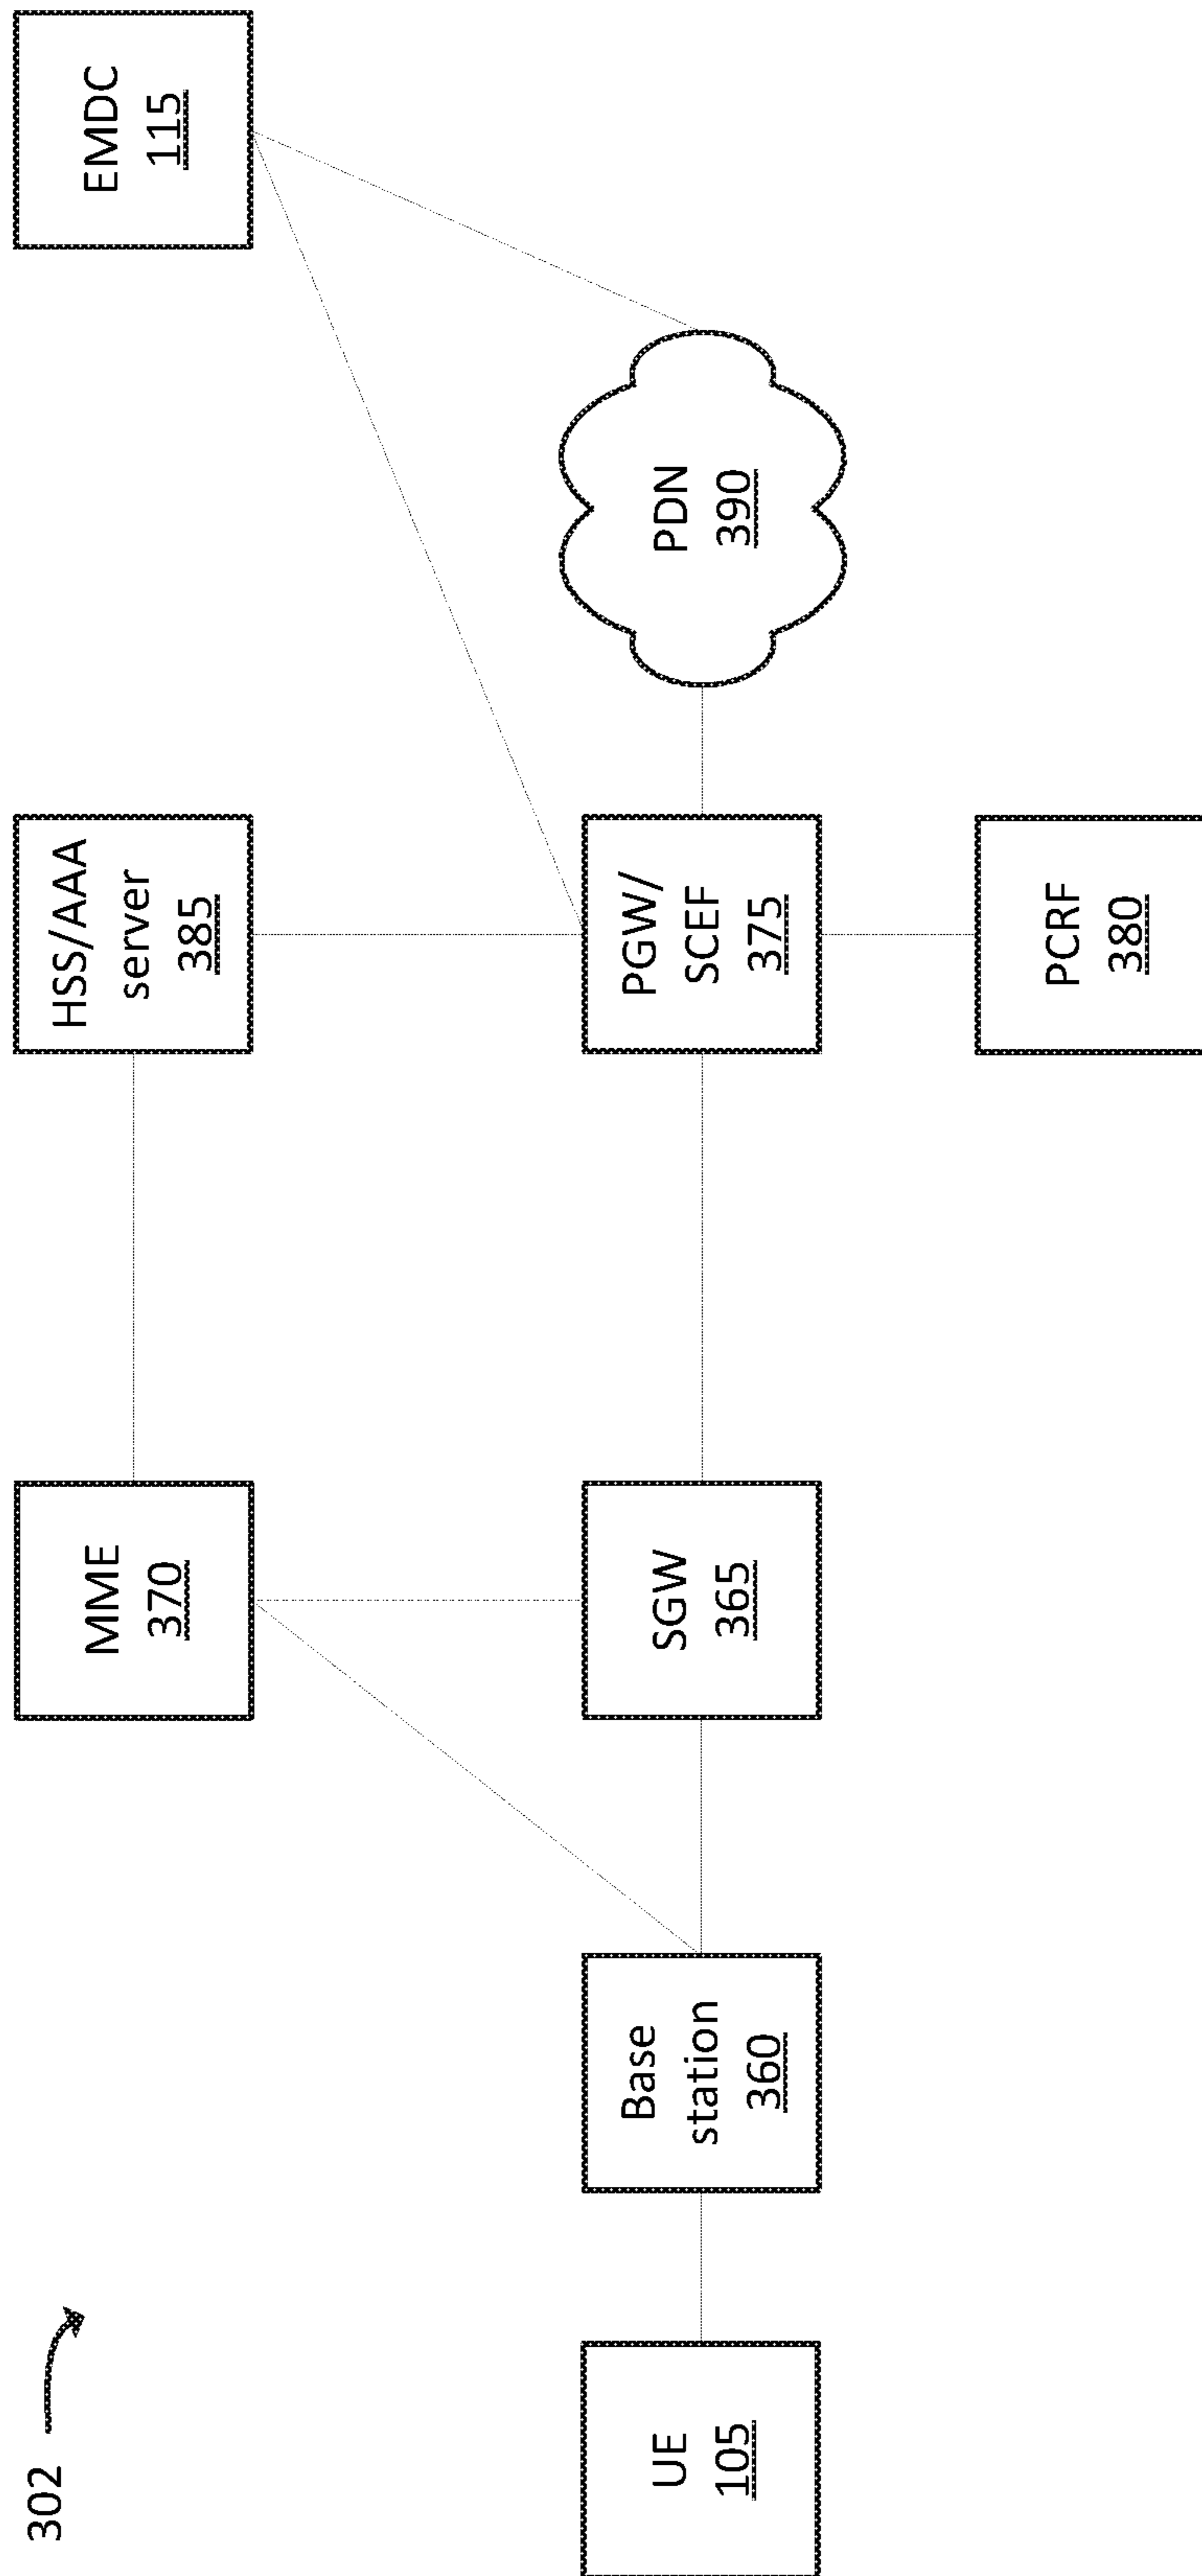 302
MME
370
HSS/AAA
server
385
EMDC
115
UE
105
Base
station
360
SGW
365
PGW/
SCEF
375
PDN
390
PCRF
380